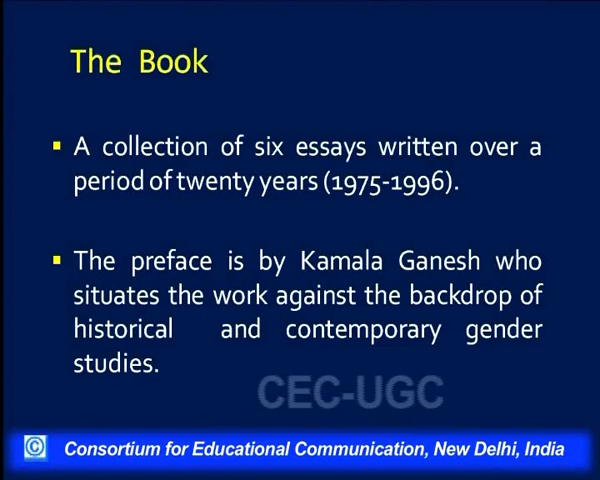 The Book
▪ A collection of six essays written over a
period of twenty years (1975-1996).
▪ The preface is by Kamala Ganesh who
situates the work against the backdrop of
historical and contemporary gender
studies.
CEC-UGC
© Consortium for Educational Communication, New Delhi, India